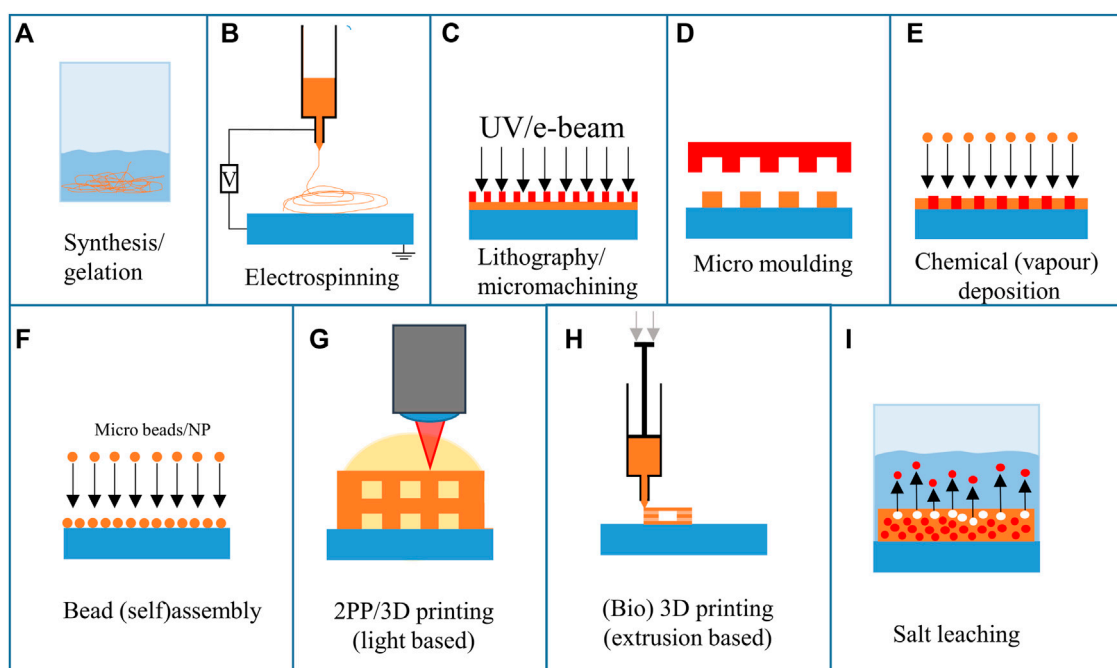 A
Synthesis/
gelation
B
V
Electrospinning
C
UV/e-beam
Lithography/
micromachining
D
Micro moulding
E
Chemical (vapour)
deposition
F
Micro beads/NP
Bead (self)assembly
G
2PP/3D printing
(light based)
H
(Bio) 3D printing
(extrusion based)
I
Salt leaching